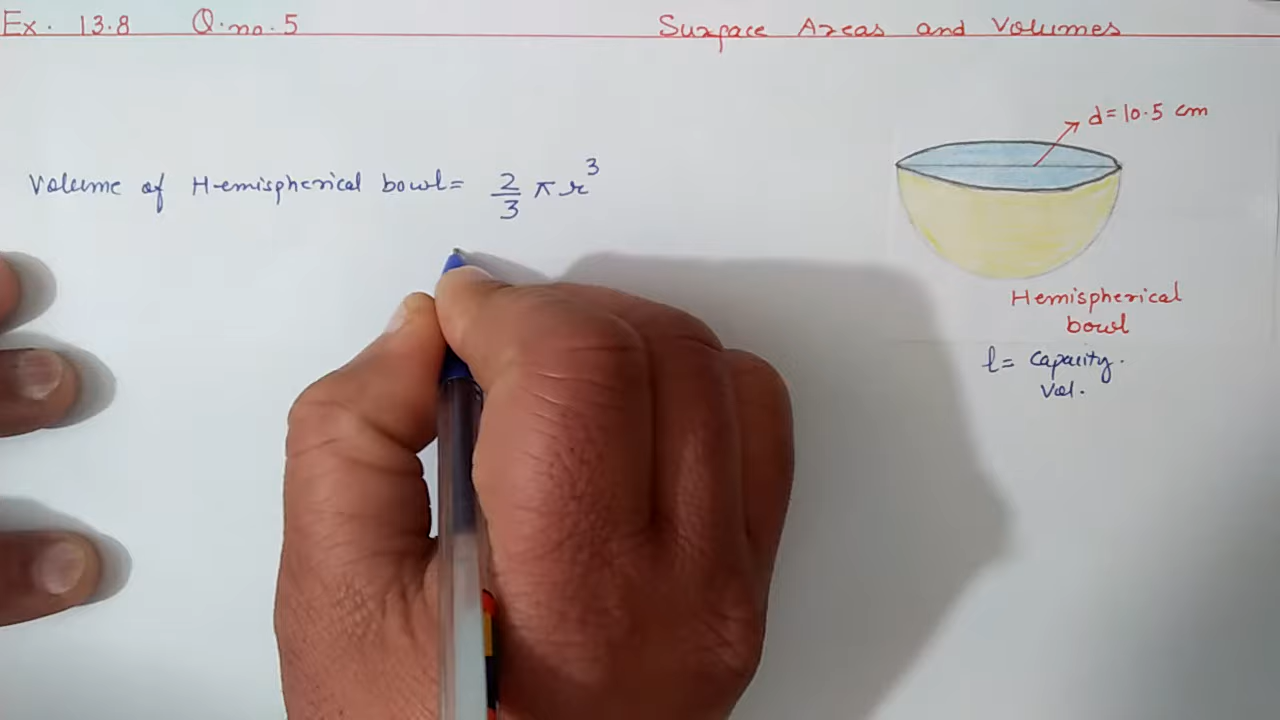 Ex. 13.8 Q.no.5 Surface Areas and Volumes
d=10.5 cm
Volume of Hemispherical bowl= 2/3 πr³
Hemispherical
bowl
l= Capacity.
Vol.